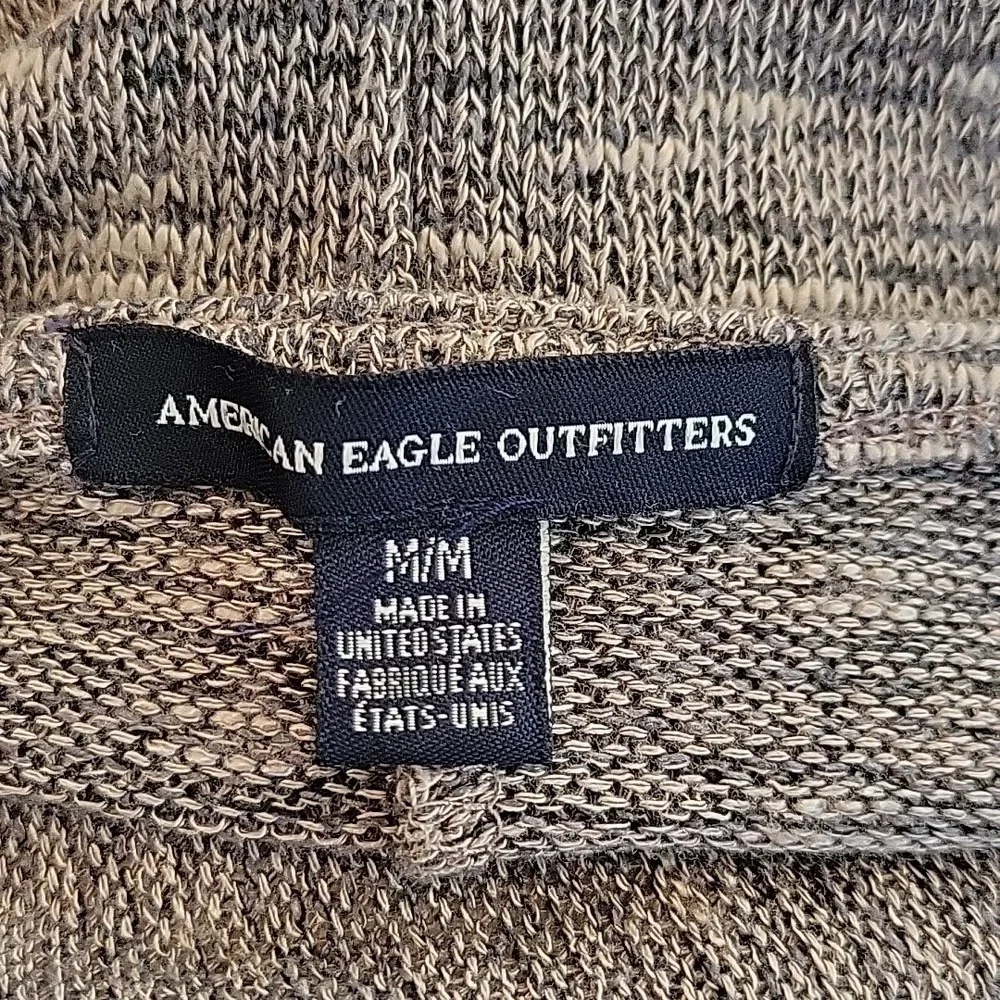 AMERICAN EAGLE OUTFITTERS
M/M
MADE IN
UNITED STATES
FABRIQUÉ AUX
ÉTATS-UNIS